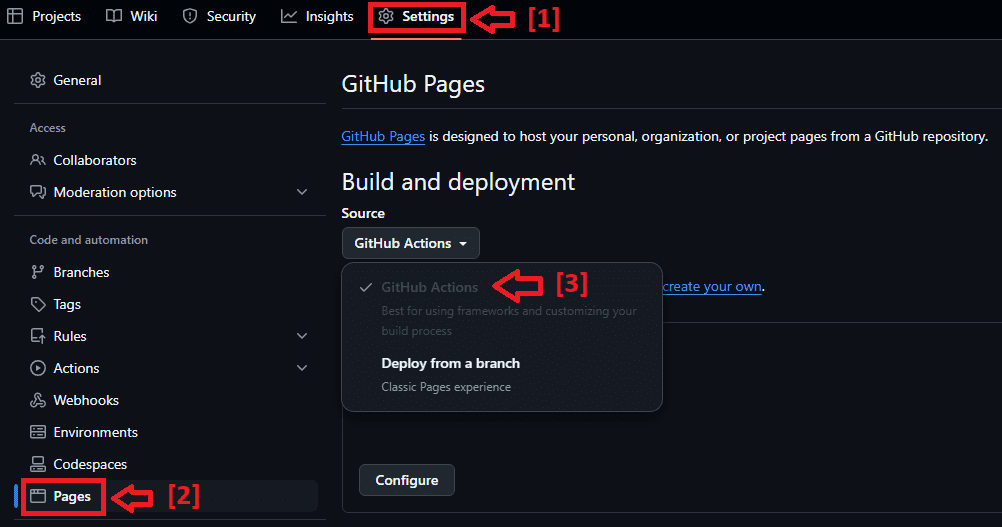 Projects Wiki Security Insights Settings [1]
General
Access
Collaborators
Moderation options
Code and automation
Branches
Tags
Rules
Actions
Webhooks
Environments
Codespaces
Pages [2]
GitHub Pages
GitHub Pages is designed to host your personal, organization, or project pages from a GitHub repository.
Build and deployment
Source
GitHub Actions
GitHub Actions [3]
Best for using frameworks and customizing your
build process
Deploy from a branch
Classic Pages experience
create your own.
Configure